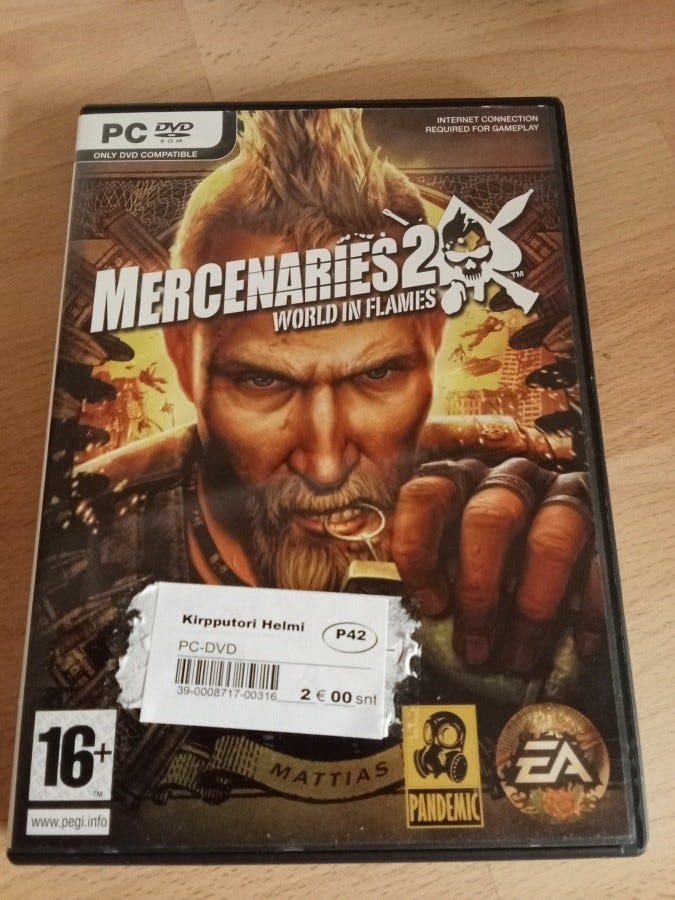 PC DVD
ROM
ONLY DVD COMPATIBLE
INTERNET CONNECTION
REQUIRED FOR GAMEPLAY
MERCENARIES 2
TM
WORLD IN FLAMES
Kirpputori Helmi
P42
PC-DVD
39-0008717-00316
2 € 00 snt
MATTIAS
16+
TM
www.pegi.info
PANDEMIC
EA